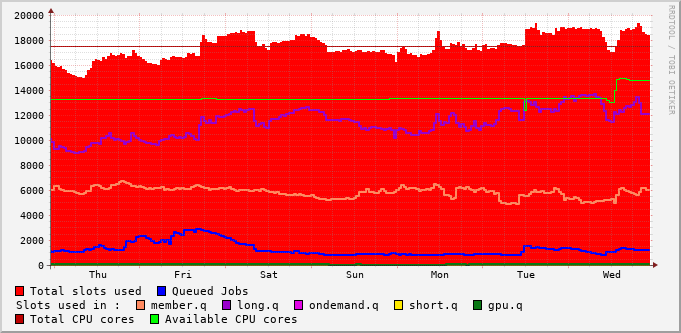 20000
18000
16000
14000
12000
10000
8000
6000
4000
2000
0
Thu Fri Sat Sun Mon Tue Wed
RRDTOOL / TOBI OETIKER
Total slots used Queued Jobs
Slots used in : member.q long.q ondemand.q short.q gpu.q
Total CPU cores Available CPU cores